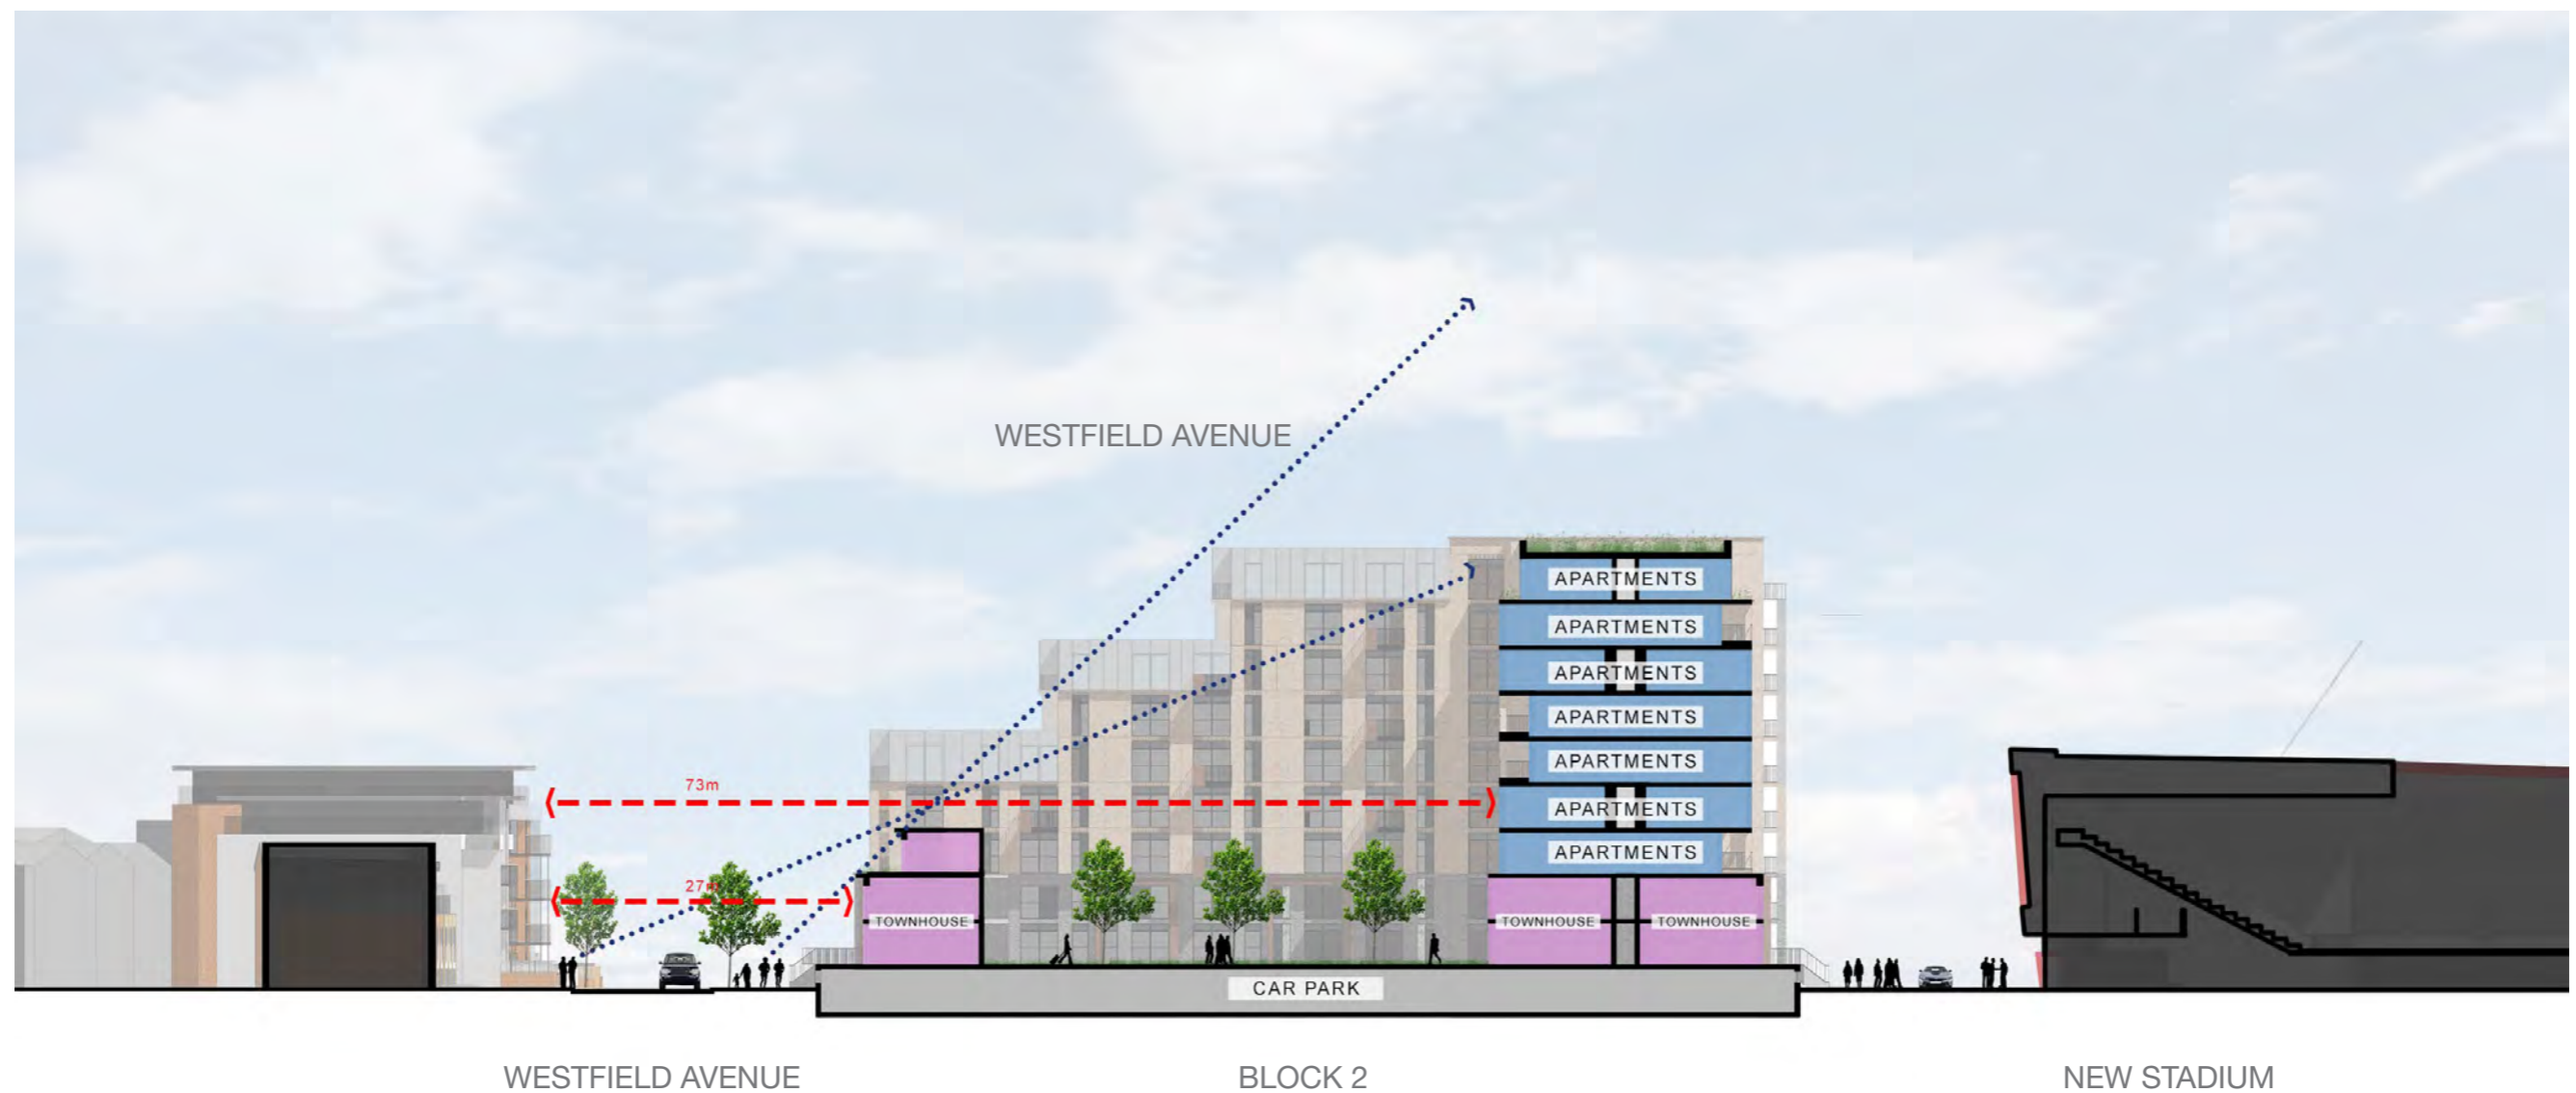 WESTFIELD AVENUE
APARTMENTS
APARTMENTS
APARTMENTS
APARTMENTS
APARTMENTS
73m
APARTMENTS
APARTMENTS
27m
TOWNHOUSE
TOWNHOUSE
TOWNHOUSE
CAR PARK
WESTFIELD AVENUE
BLOCK 2
NEW STADIUM